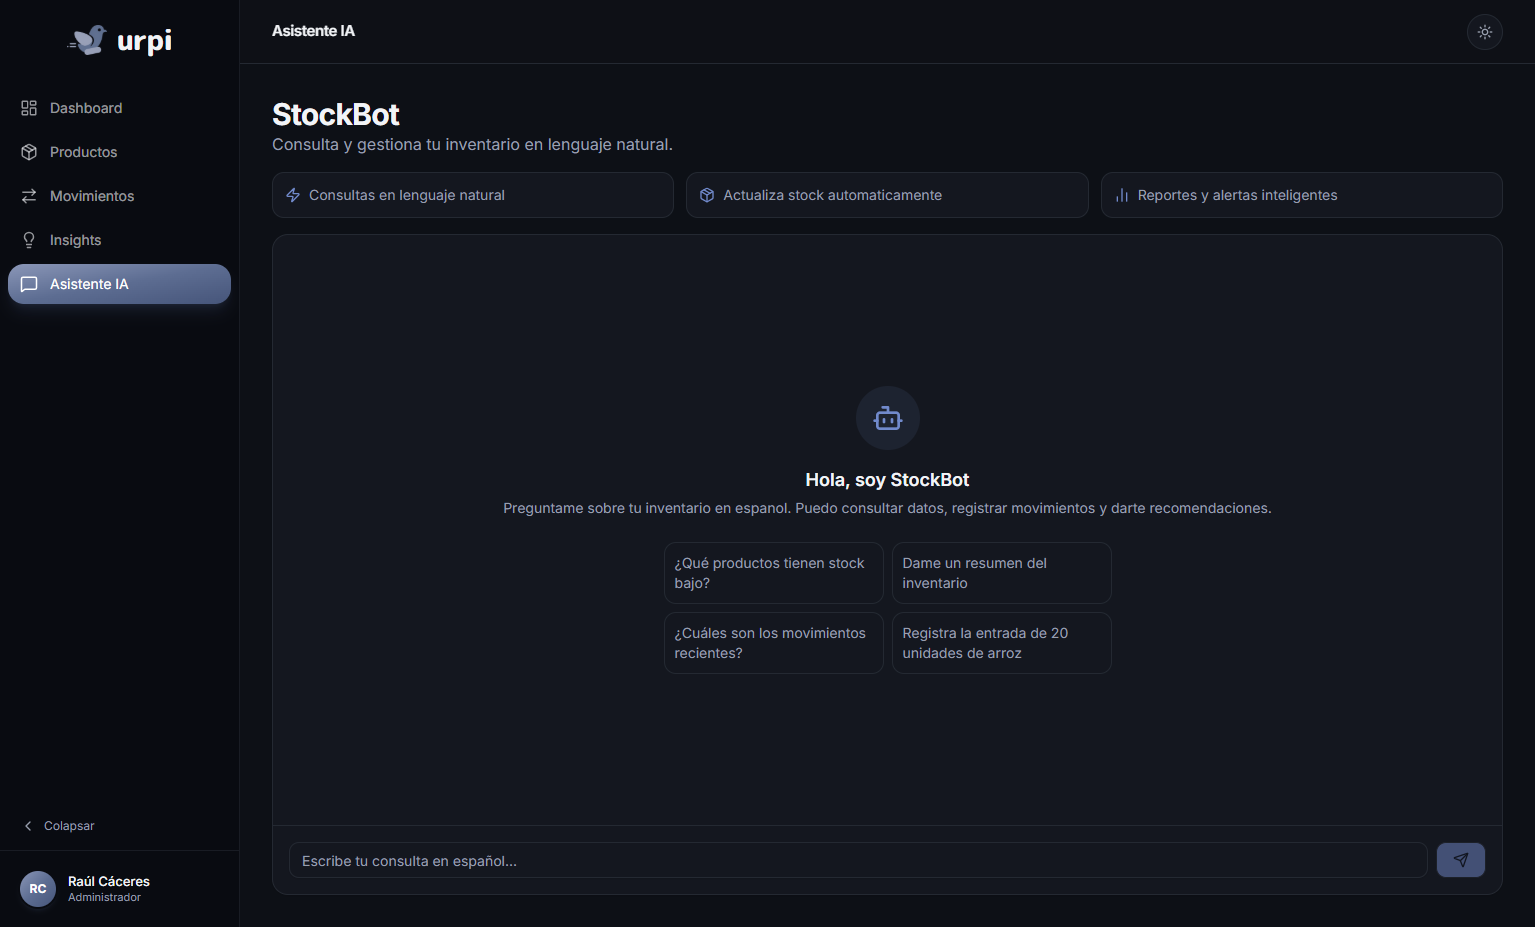 urpi
Dashboard
Productos
Movimientos
Insights
Asistente IA
Colapsar
RC
Raúl Cáceres
Administrador
Asistente IA
StockBot
Consulta y gestiona tu inventario en lenguaje natural.
Consultas en lenguaje natural
Actualiza stock automaticamente
Reportes y alertas inteligentes
Hola, soy StockBot
Preguntame sobre tu inventario en espanol. Puedo consultar datos, registrar movimientos y darte recomendaciones.
¿Qué productos tienen stock
bajo?
Dame un resumen del
inventario
¿Cuáles son los movimientos
recientes?
Registra la entrada de 20
unidades de arroz
Escribe tu consulta en español...